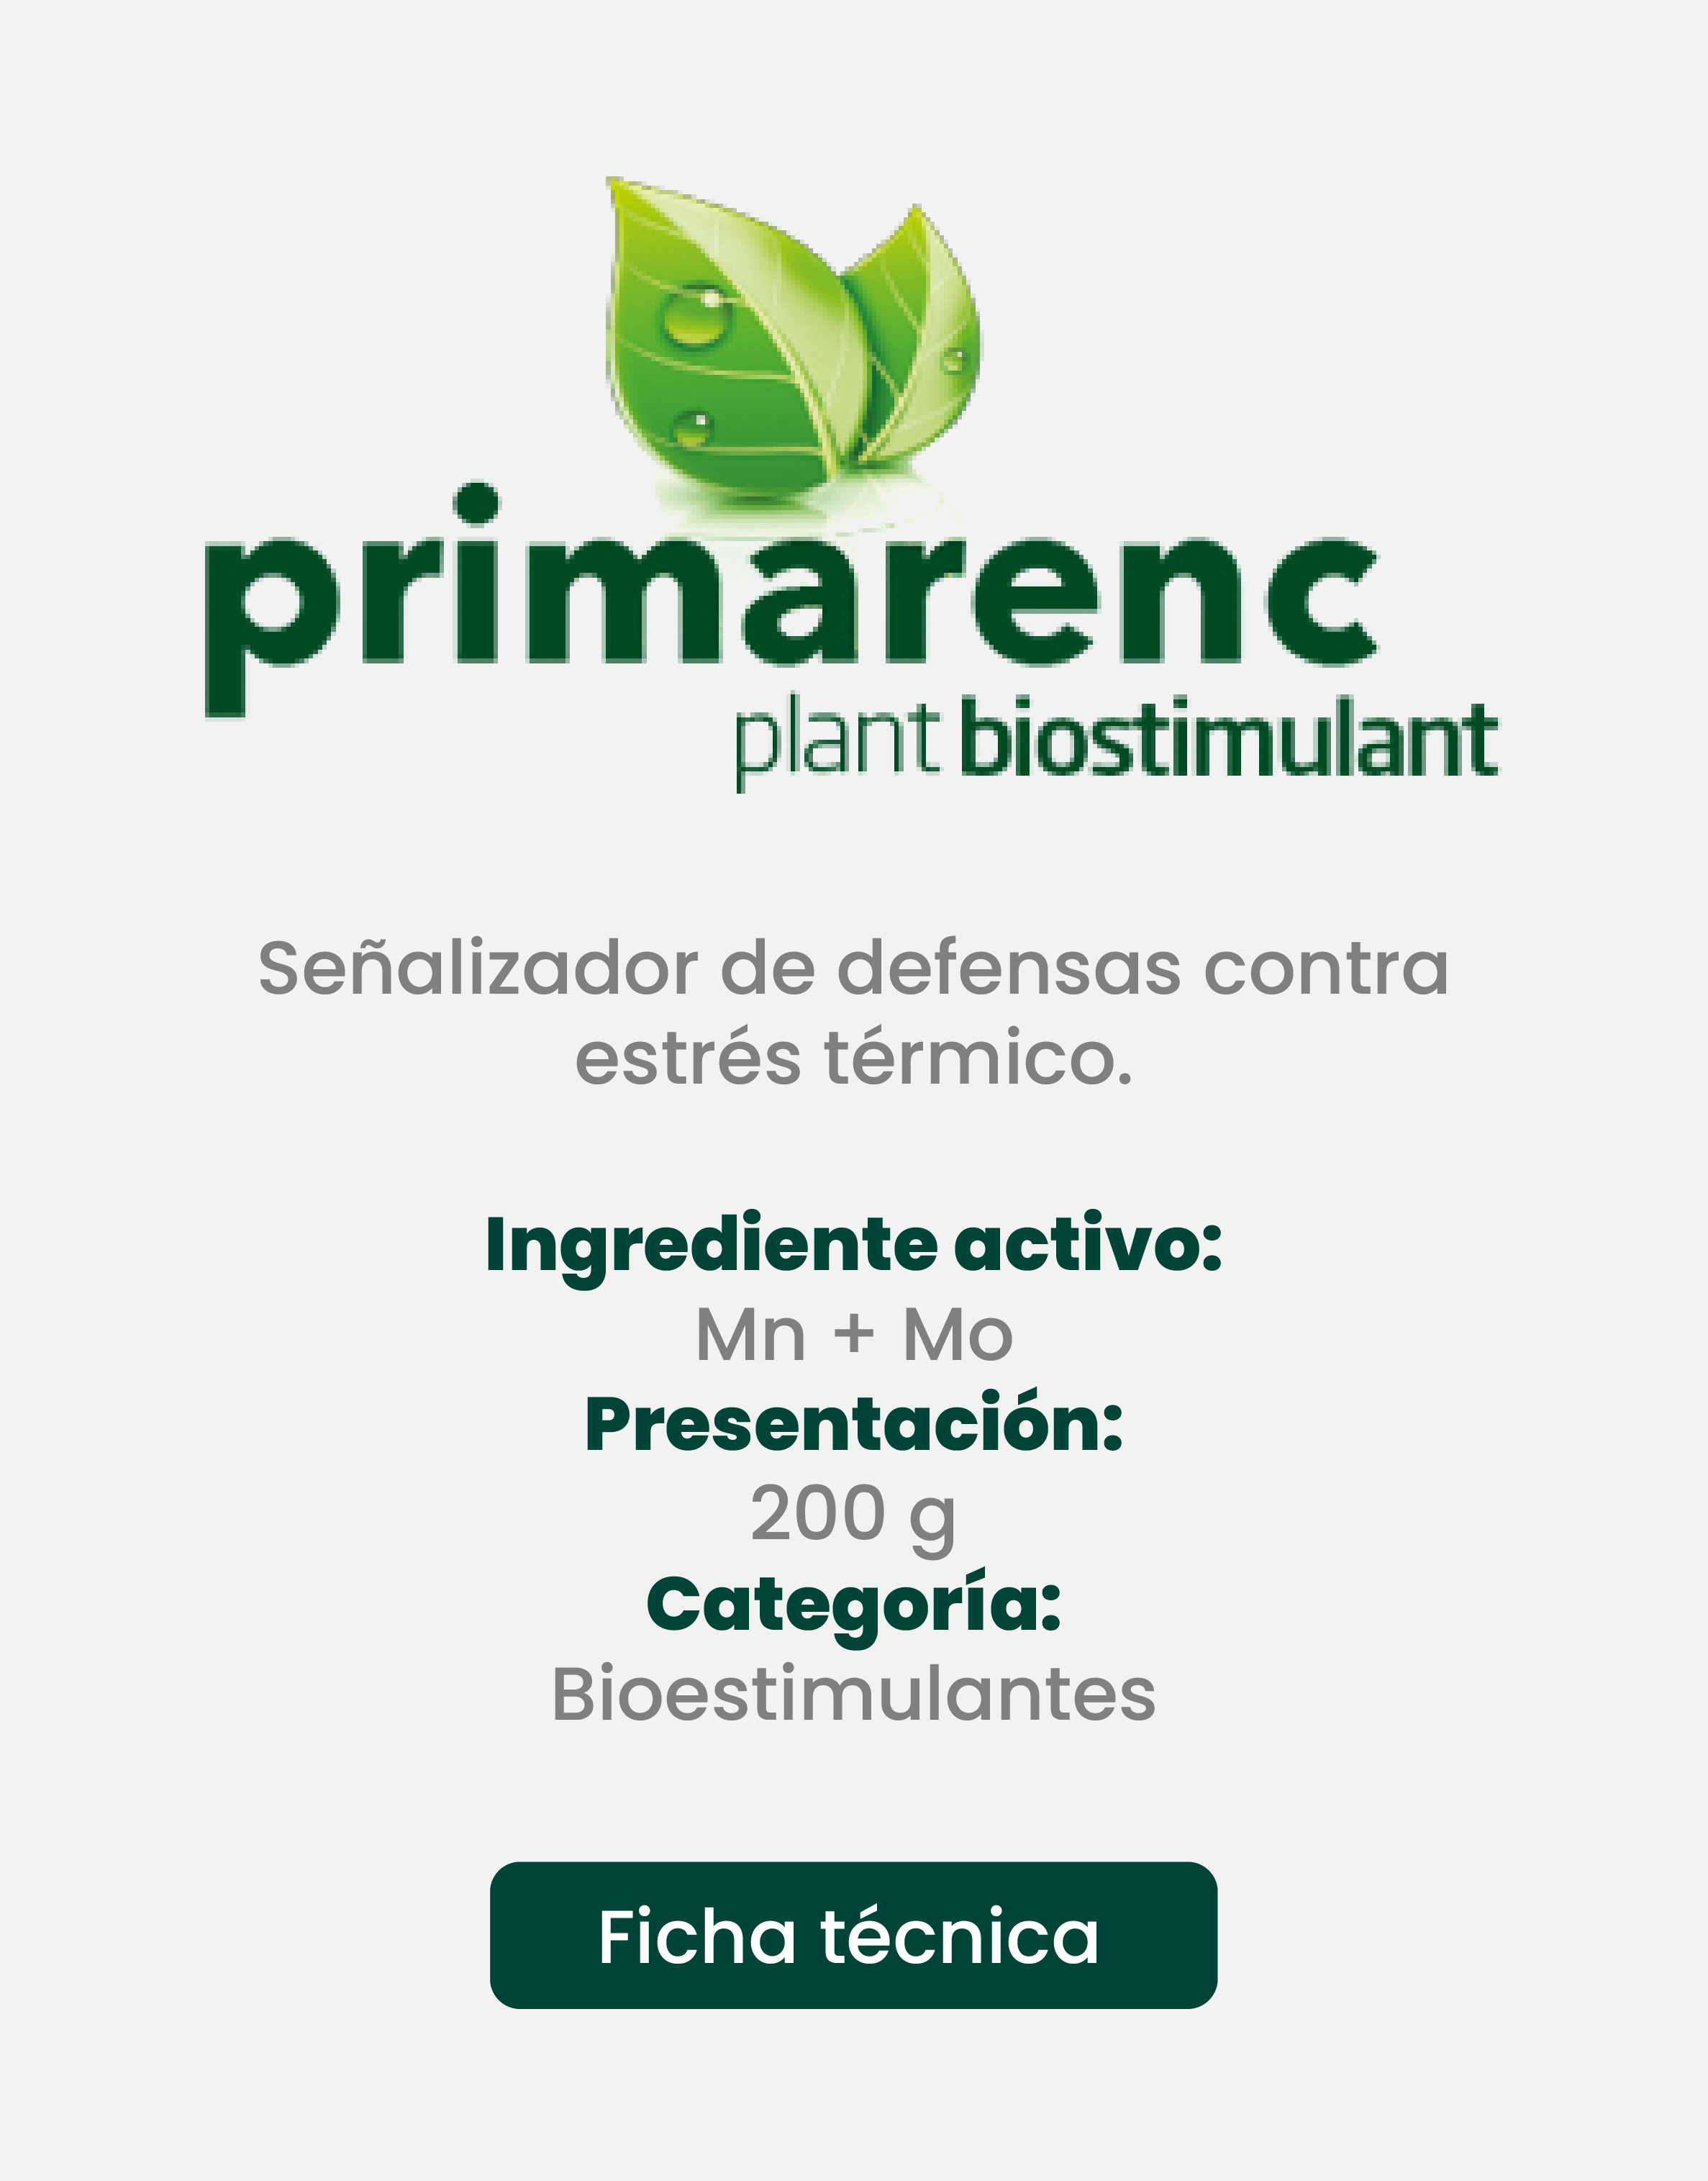 primarenc
plant biostimulant
Señalizador de defensas contra
estrés térmico.
Ingrediente activo:
Mn + Mo
Presentación:
200 g
Categoría:
Bioestimulantes
Ficha técnica